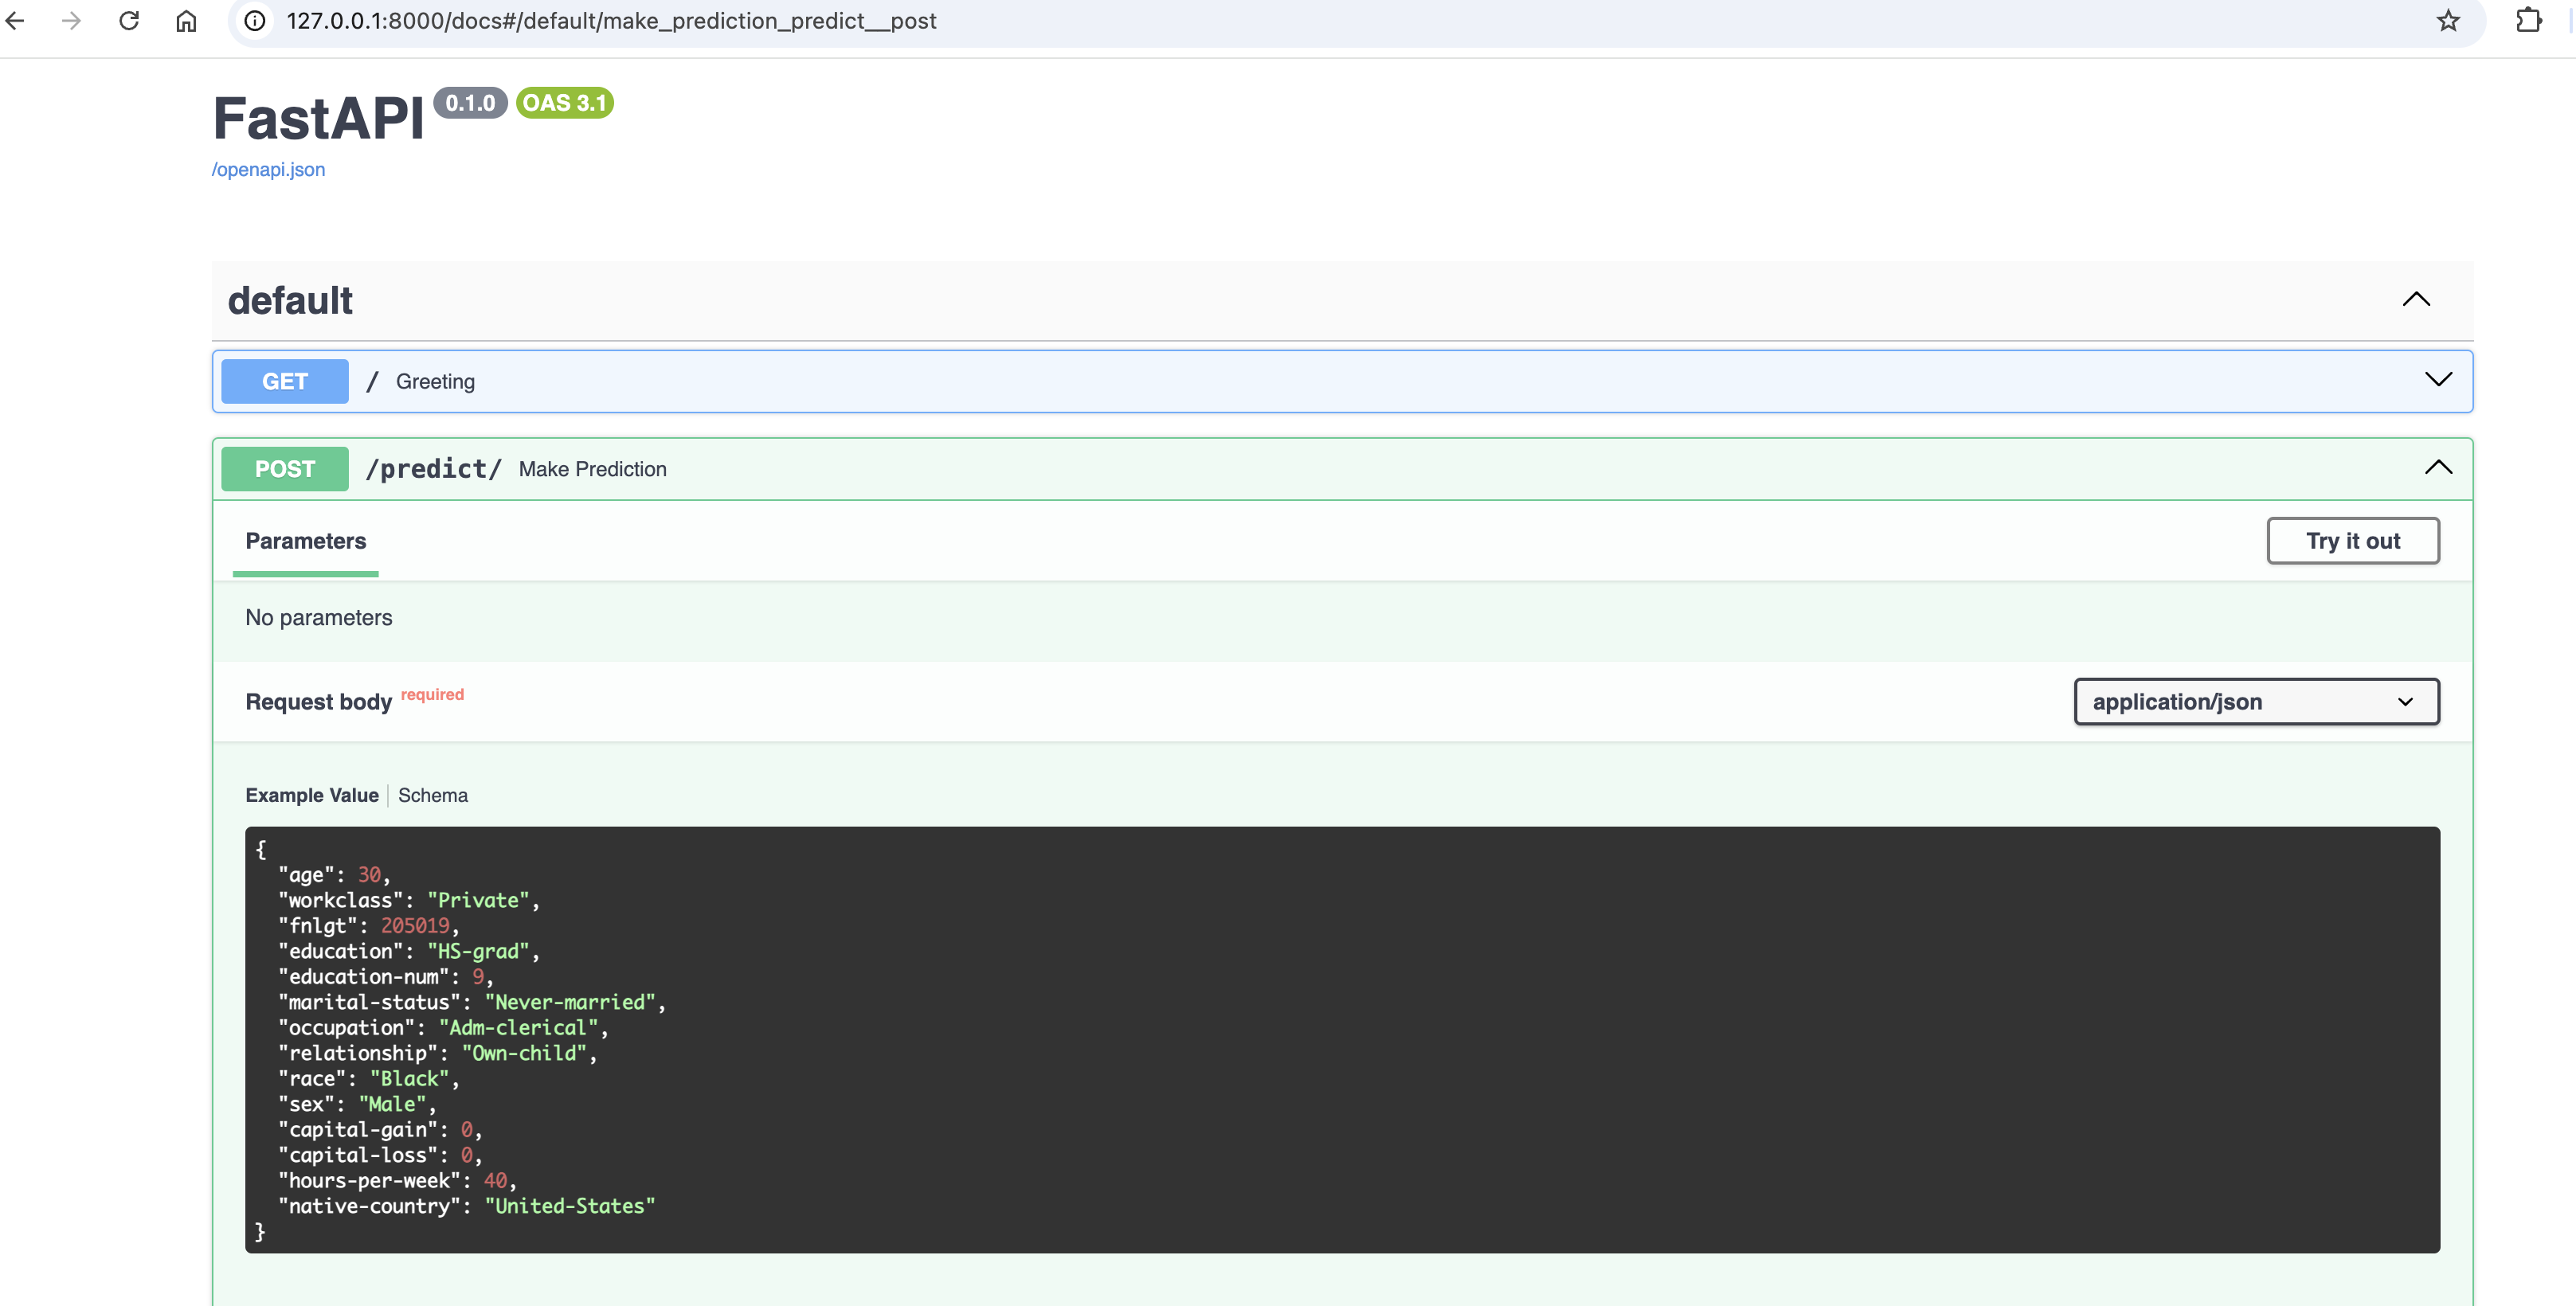 127.0.0.1:8000/docs#/default/make_prediction_predict__post
FastAPI 0.1.0 OAS 3.1
/openapi.json
default
GET / Greeting
POST /predict/ Make Prediction
Parameters Try it out
No parameters
Request body required application/json
Example Value Schema
{
"age": 30,
"workclass": "Private",
"fnlgt": 205019,
"education": "HS-grad",
"education-num": 9,
"marital-status": "Never-married",
"occupation": "Adm-clerical",
"relationship": "Own-child",
"race": "Black",
"sex": "Male",
"capital-gain": 0,
"capital-loss": 0,
"hours-per-week": 40,
"native-country": "United-States"
}